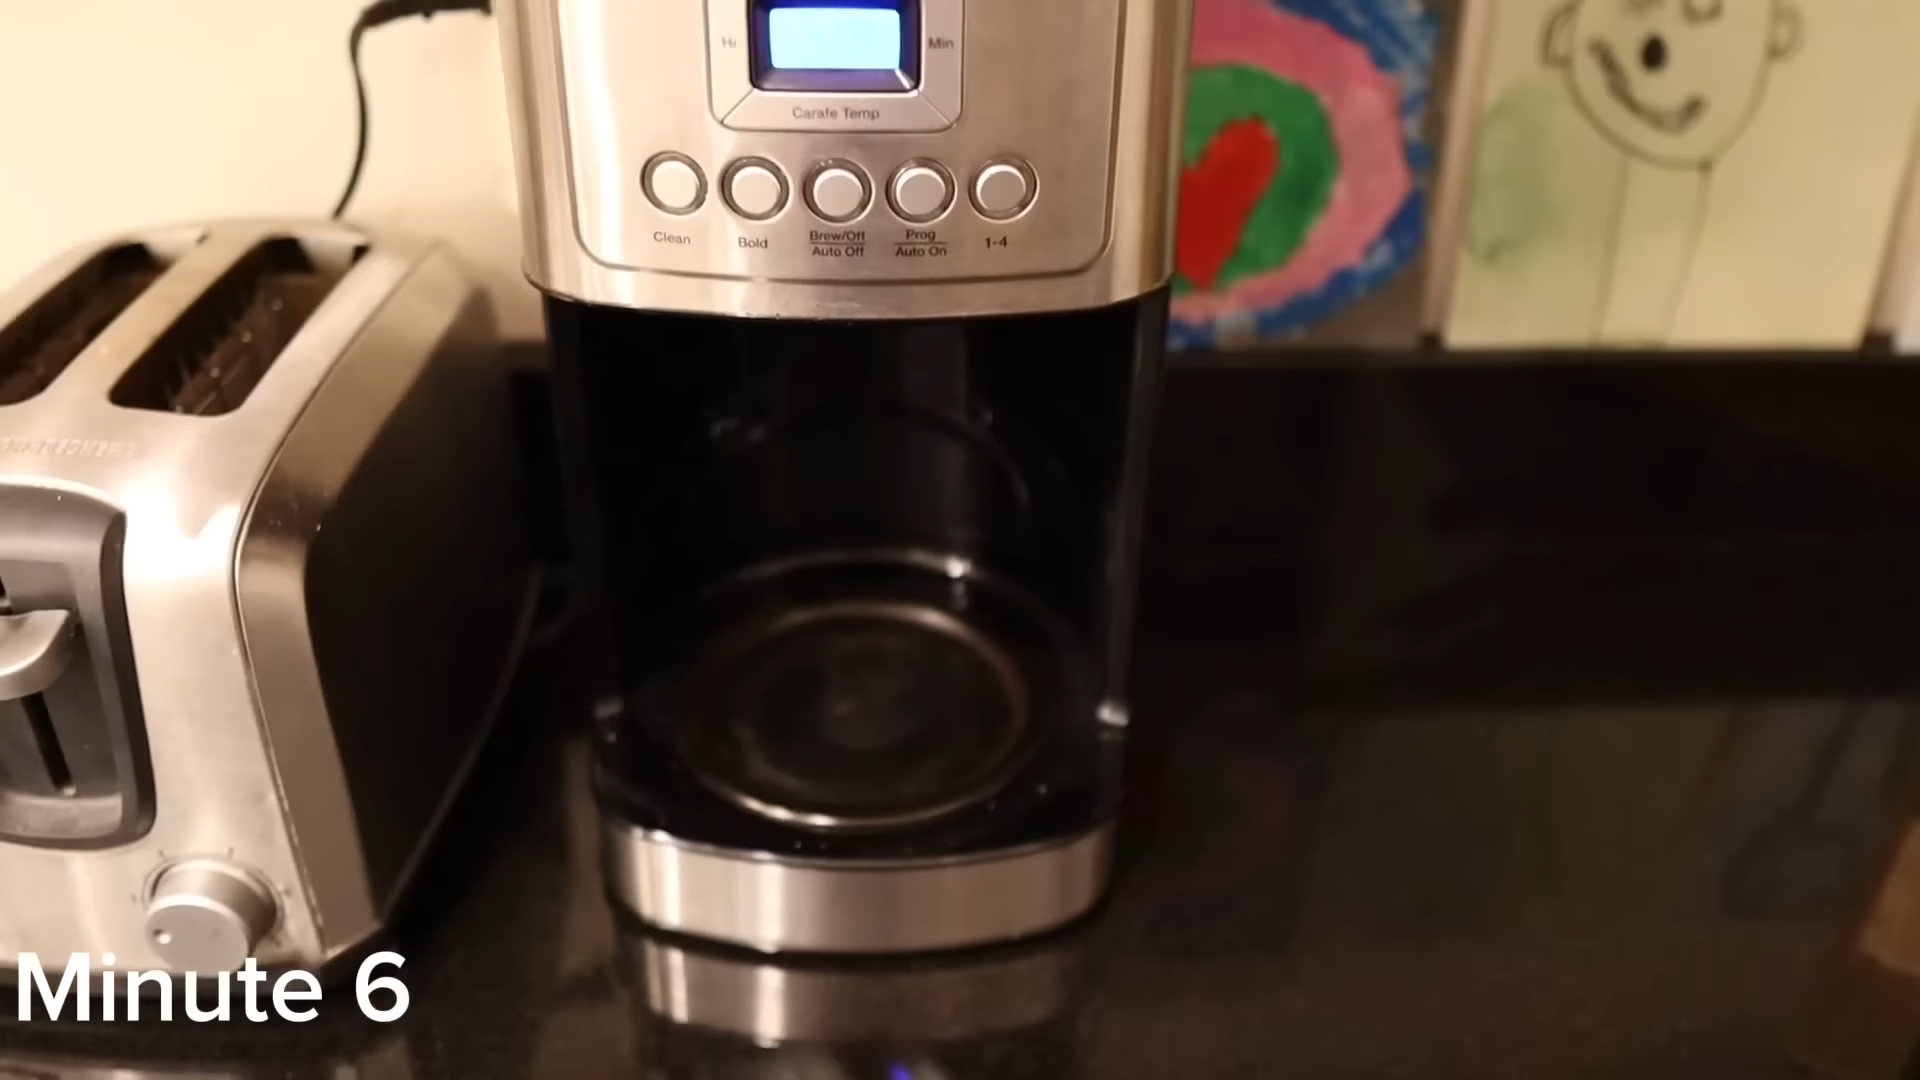 Hi
Min
Carafe Temp
Clean
Bold
Brew/Off
Auto Off
Prog
Auto On
1-4
Minute 6